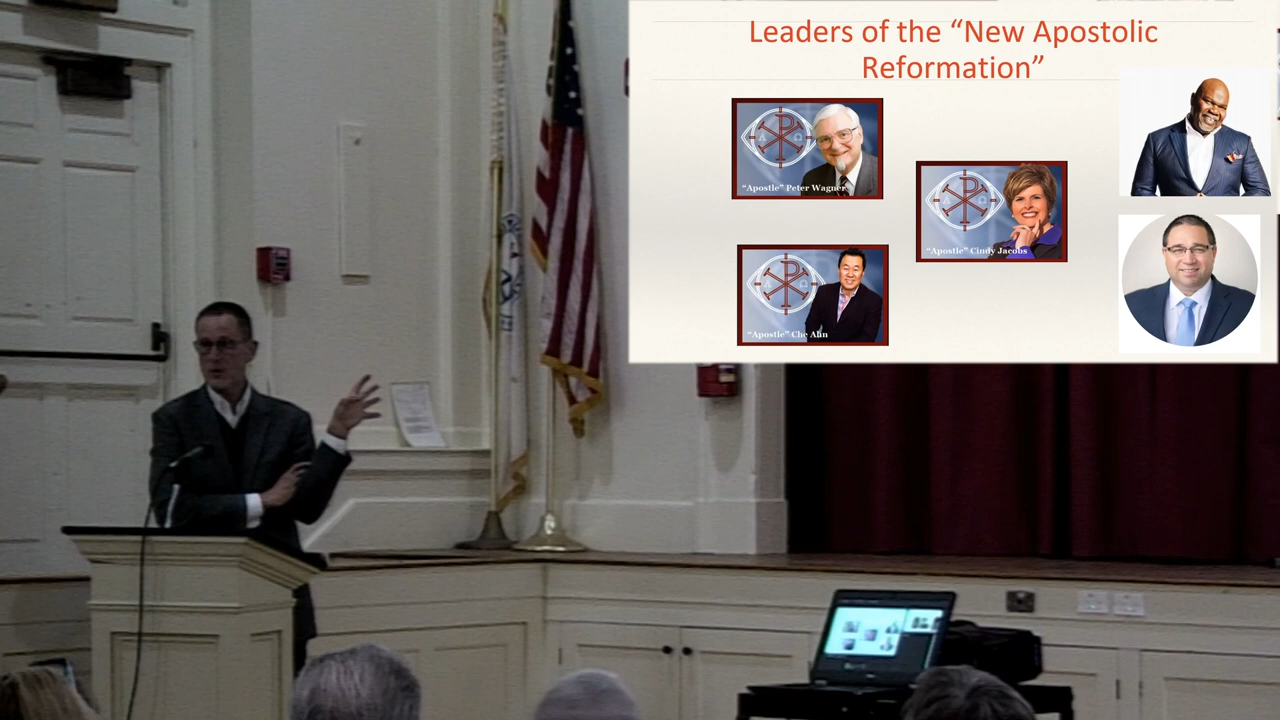 Leaders of the “New Apostolic
Reformation”
“Apostle” Peter Wagner
“Apostle” Cindy Jacobs
“Apostle” Che Ahn